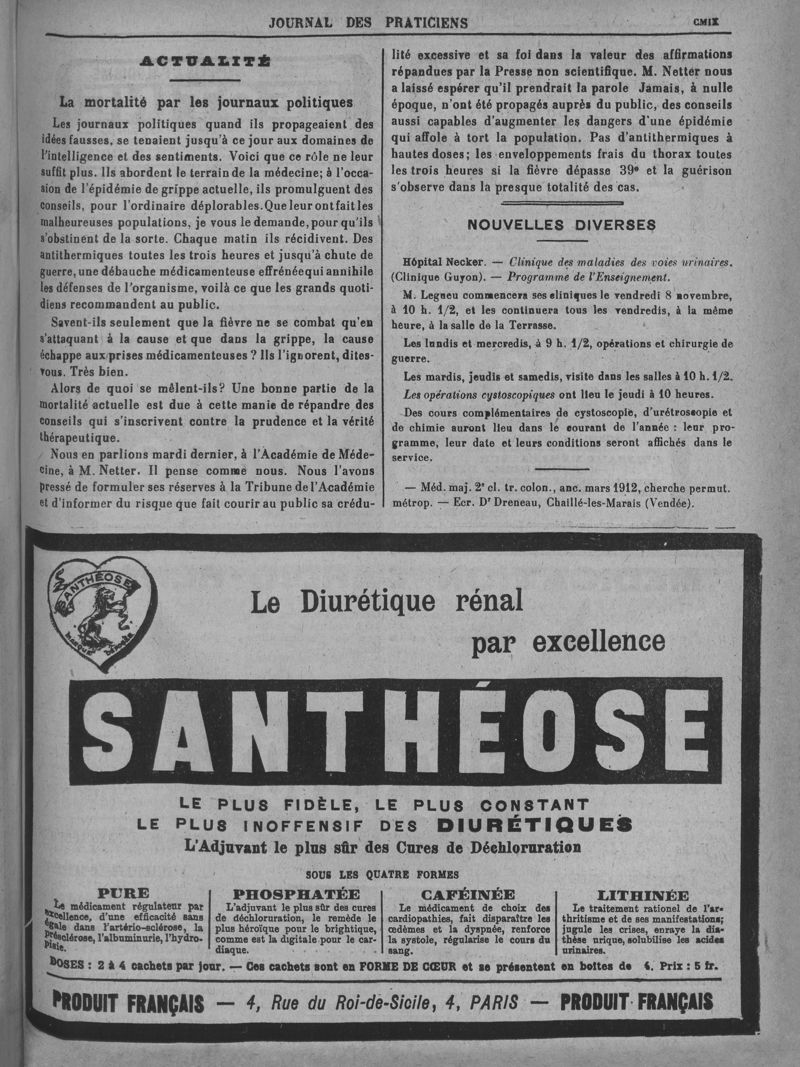 JOURNAL DES PRATICIENS
CMIX
ACTUALITÉ
La mortalité par les journaux politiques
Les journaux politiques quand ils propageaient des
idées fausses, se tenaient jusqu'à ce jour aux domaines de
l'intelligence et des sentiments. Voici que ce rôle ne leur
suffit plus. Ils abordent le terrain de la médecine; à l'occa-
sion de l'épidémie de grippe actuelle, ils promulguent des
conseils, pour l'ordinaire déplorables. Que leur ont fait les
malheureuses populations, je vous le demande, pour qu'ils
s'obstinent de la sorte. Chaque matin ils récidivent. Des
antithermiques toutes les trois heures et jusqu'à chute de
guerre, une débauche médicamenteuse effrénée qui annihile
les défenses de l'organisme, voilà ce que les grands quoti-
diens recommandent au public.
Savent-ils seulement que la fièvre ne se combat qu'en
s'attaquant à la cause et que dans la grippe, la cause
échappe aux prises médicamenteuses ? Ils l'ignorent, dites-
vous. Très bien.
Alors de quoi se mêlent-ils? Une bonne partie de la
mortalité actuelle est due à cette manie de répandre des
conseils qui s'inscrivent contre la prudence et la vérité
thérapeutique.
Nous en parlions mardi dernier, à l'Académie de Méde-
cine, à M. Netter. Il pense comme nous. Nous l'avons
pressé de formuler ses réserves à la Tribune de l'Académie
et d'informer du risque que fait courir au public sa crédu-
lité excessive et sa foi dans la valeur des affirmations
répandues par la Presse non scientifique. M. Netter nous
a laissé espérer qu'il prendrait la parole Jamais, à nulle
époque, n'ont été propagés auprès du public, des conseils
aussi capables d'augmenter les dangers d'une épidémie
qui affole à tort la population. Pas d'antithermiques à
hautes doses; les enveloppements frais du thorax toutes
les trois heures si la fièvre dépasse 39° et la guérison
s'observe dans la presque totalité des cas.
NOUVELLES DIVERSES
Hôpital Necker. — Clinique des maladies des voies urinaires.
(Clinique Guyon). — Programme de l'Enseignement.
M. Legueu commencera ses cliniques le vendredi 8 novembre,
à 10 h. 1/2, et les continuera tous les vendredis, à la même
heure, à la salle de la Terrasse.
Les lundis et mercredis, à 9 h. 1/2, opérations et chirurgie de
guerre.
Les mardis, jeudis et samedis, visite dans les salles à 10 h. 1/2.
Les opérations cystoscopiques ont lieu le jeudi à 10 heures.
Des cours complémentaires de cystoscopie, d'urétroscopie et
de chimie auront lieu dans le courant de l'année : leur pro-
gramme, leur date et leurs conditions seront affichés dans le
service.
— Méd. maj. 2e cl. tr. colon., anc. mars 1912, cherche permut.
métrop. — Ecr. Dr Dreneau, Chaillé-les-Marais (Vendée).
SANTHÉOSE
Le Diurétique rénal
par excellence
SANTHÉOSE
LE PLUS FIDÈLE, LE PLUS CONSTANT
LE PLUS INOFFENSIF DES DIURÉTIQUES
L'Adjuvant le plus sûr des Cures de Déchloruration
SOUS LES QUATRE FORMES
PURE
Le médicament régulateur par
excellence, d'une efficacité sans
égale dans l'artério-sclérose, la
présclérose, l'albuminurie, l'hydro-
pisie.
PHOSPHATÉE
L'adjuvant le plus sûr des cures
de déchloruration, le remède le
plus héroïque pour le brightique,
comme est la digitale pour le car-
diaque.
CAFÉINÉE
Le médicament de choix des
cardiopathies, fait disparaître les
œdèmes et la dyspnée, renforce
la systole, régularise le cours du
sang.
LITHINÉE
Le traitement rationel de l'ar-
thritisme et de ses manifestations;
jugule les crises, enraye la dia-
thèse urique, solubilise les acides
urinaires.
DOSES : 2 à 4 cachets par jour. — Ces cachets sont en FORME DE CŒUR et se présentent en boîtes de 4. Prix : 5 fr.
PRODUIT FRANÇAIS — 4, Rue du Roi-de-Sicile, 4, PARIS — PRODUIT FRANÇAIS